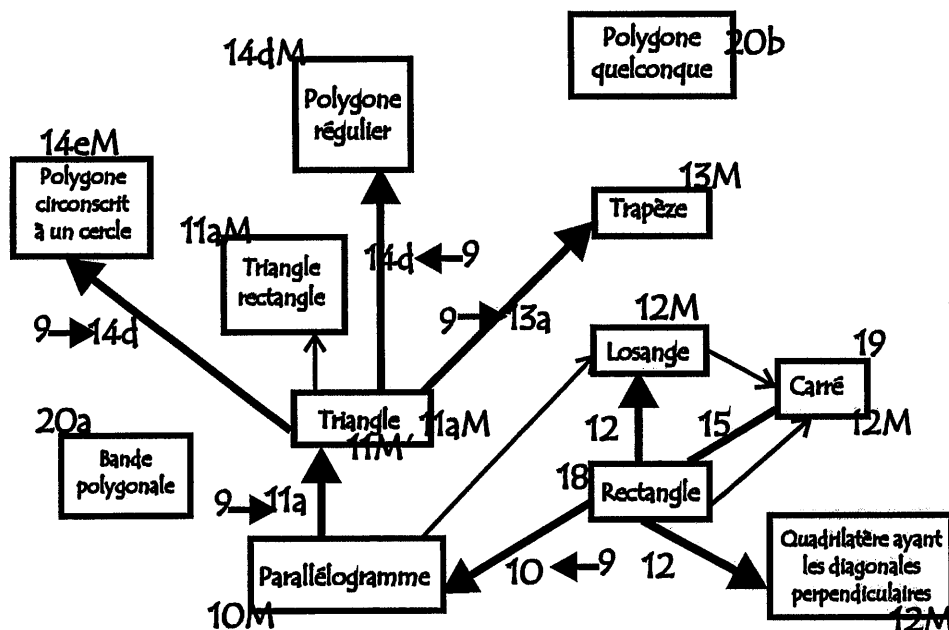 Polygone
quelconque
20b
14dM
Polygone
régulier
14eM
Polygone
circonscrit
à un cercle
13M
Trapèze
11aM
Triangle
rectangle
14d
9
9
13a
9
14d
12M
Losange
19
Carré
12M
Triangle
11aM
11M'
12
15
20a
Bande
polygonale
18
Rectangle
9
11a
Parallélogramme
10M
10
9
12
Quadrilatère ayant
les diagonales
perpendiculaires
12M